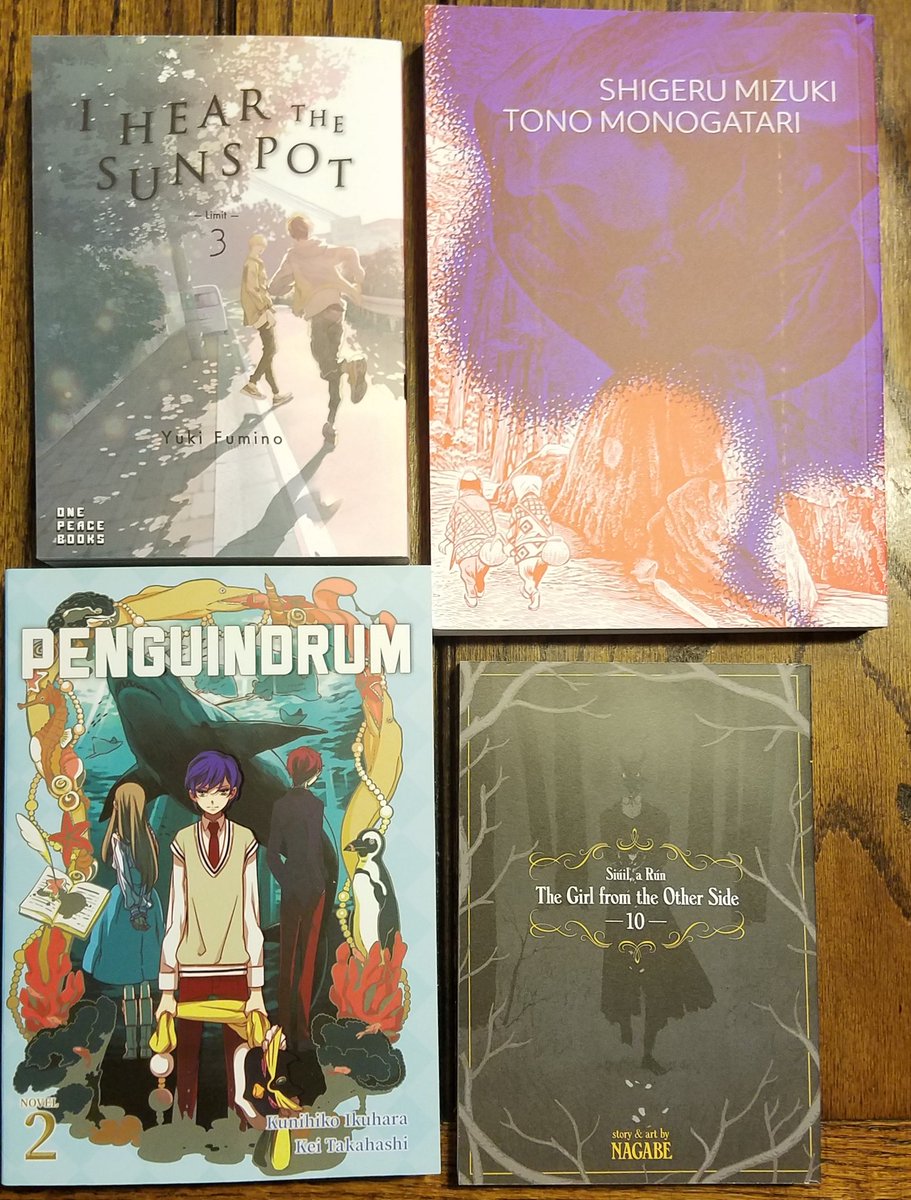 I HEAR THE
SUNSPOT
— Limit —
3
Yuki Fumino
ONE
PEACE
BOOKS
SHIGERU MIZUKI
TONO MONOGATARI
PENGUINDRUM
NOVEL
2
Kunihiko Ikuhara
Kei Takahashi
Siúil, a Rún
The Girl from the Other Side
—10—
story & art by
NAGABE